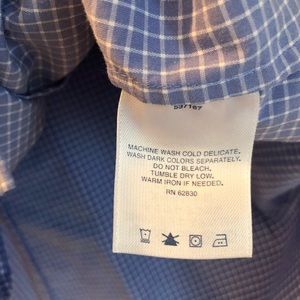 537167
MACHINE WASH COLD DELICATE.
WASH DARK COLORS SEPARATELY.
DO NOT BLEACH.
TUMBLE DRY LOW.
WARM IRON IF NEEDED.
RN 62830